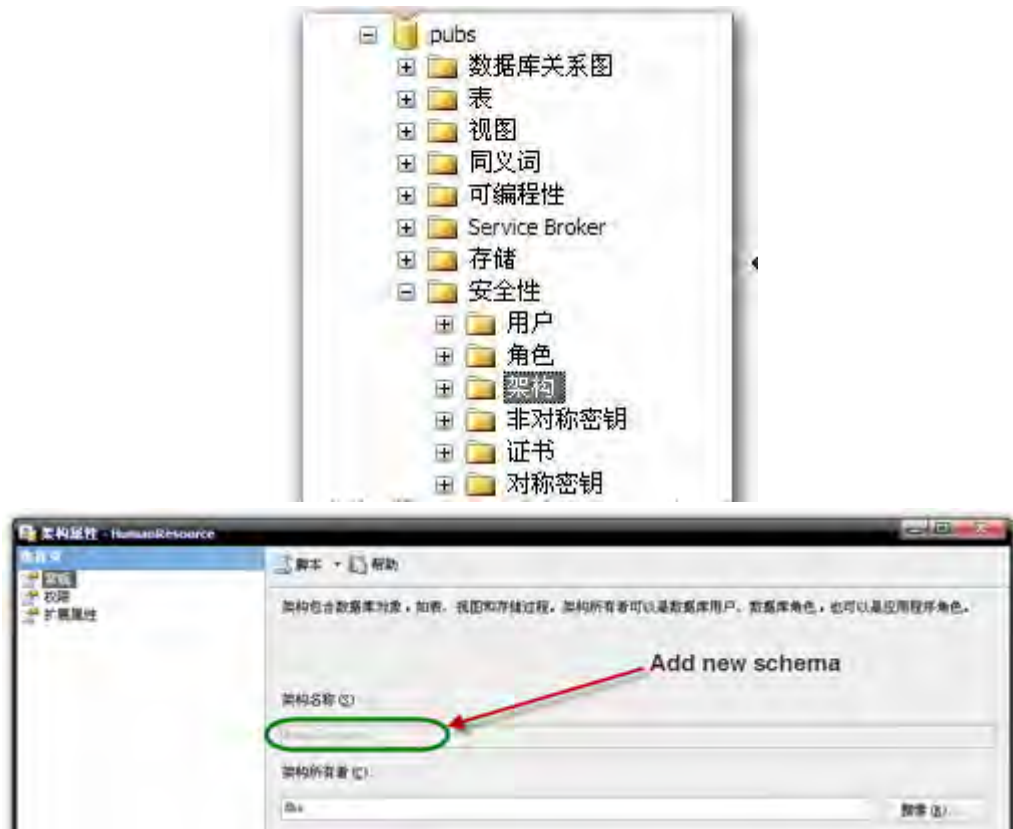 pubs
数据库关系图
表
视图
同义词
可编程性
Service Broker
存储
安全性
用户
角色
架构
非对称密钥
证书
对称密钥
架构属性 - HumanResource
常规
权限
扩展属性
脚本 帮助
架构包含数据库对象，如表、视图和存储过程。架构所有者可以是数据库用户、数据库角色，也可以是应用程序角色。
Add new schema
架构名称(S)
架构所有者(C)
dbo
搜索(R)...